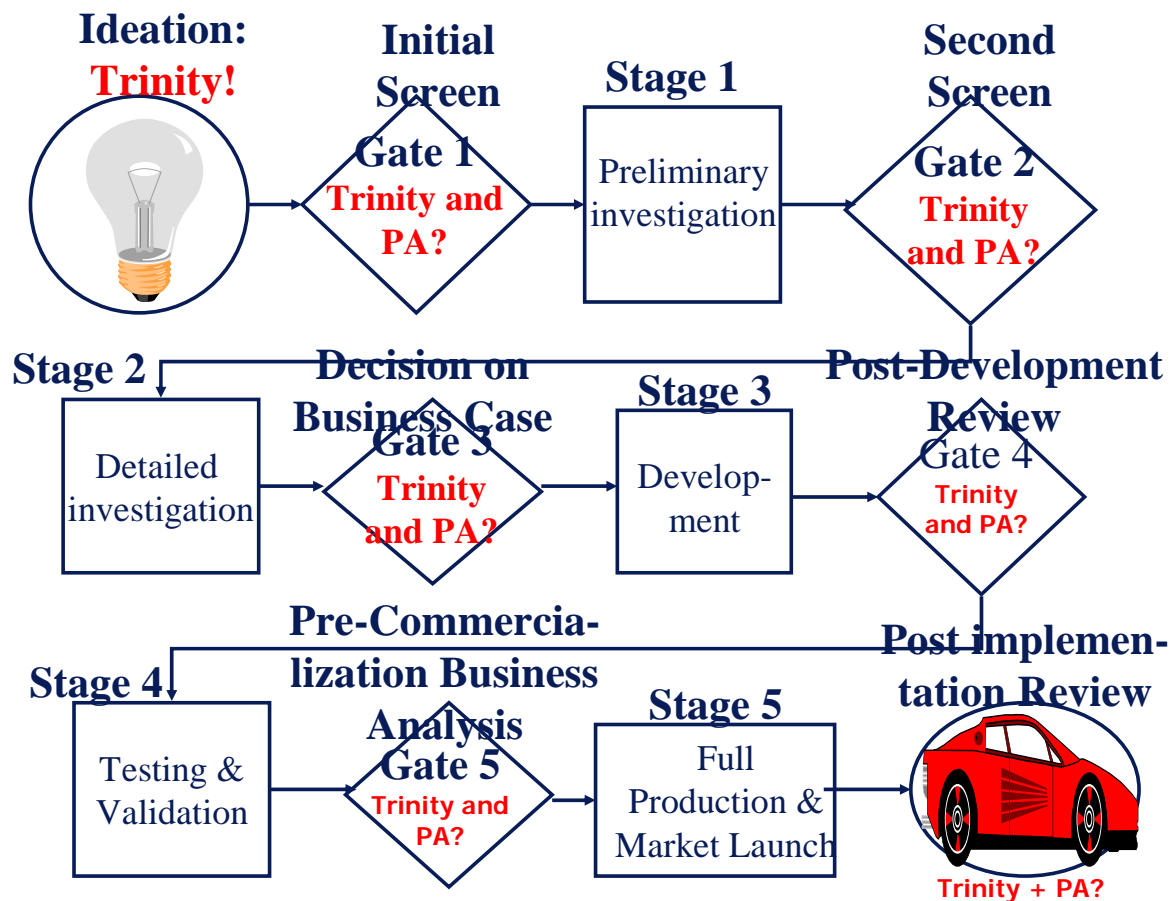 Ideation:
Trinity!
Initial
Screen
Gate 1
Trinity and
PA?
Stage 1
Preliminary
investigation
Second
Screen
Gate 2
Trinity
and PA?
Stage 2
Detailed
investigation
Decision on
Business Case
Gate 3
Trinity
and PA?
Stage 3
Develop-
ment
Post-Development
Review
Gate 4
Trinity
and PA?
Stage 4
Testing &
Validation
Pre-Commercia-
lization Business
Analysis
Gate 5
Trinity and
PA?
Stage 5
Full
Production &
Market Launch
Post implemen-
tation Review
Trinity + PA?